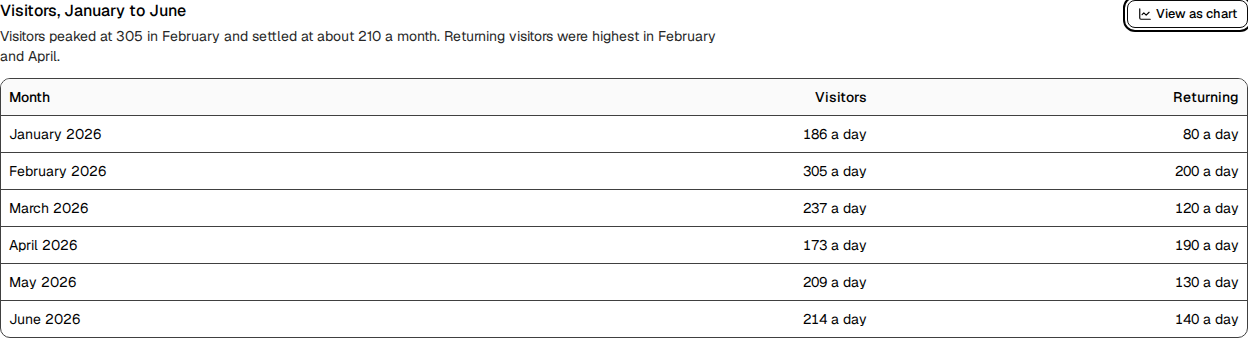 Visitors, January to June
View as chart
Visitors peaked at 305 in February and settled at about 210 a month. Returning visitors were highest in February
and April.
Month Visitors Returning
January 2026 186 a day 80 a day
February 2026 305 a day 200 a day
March 2026 237 a day 120 a day
April 2026 173 a day 190 a day
May 2026 209 a day 130 a day
June 2026 214 a day 140 a day